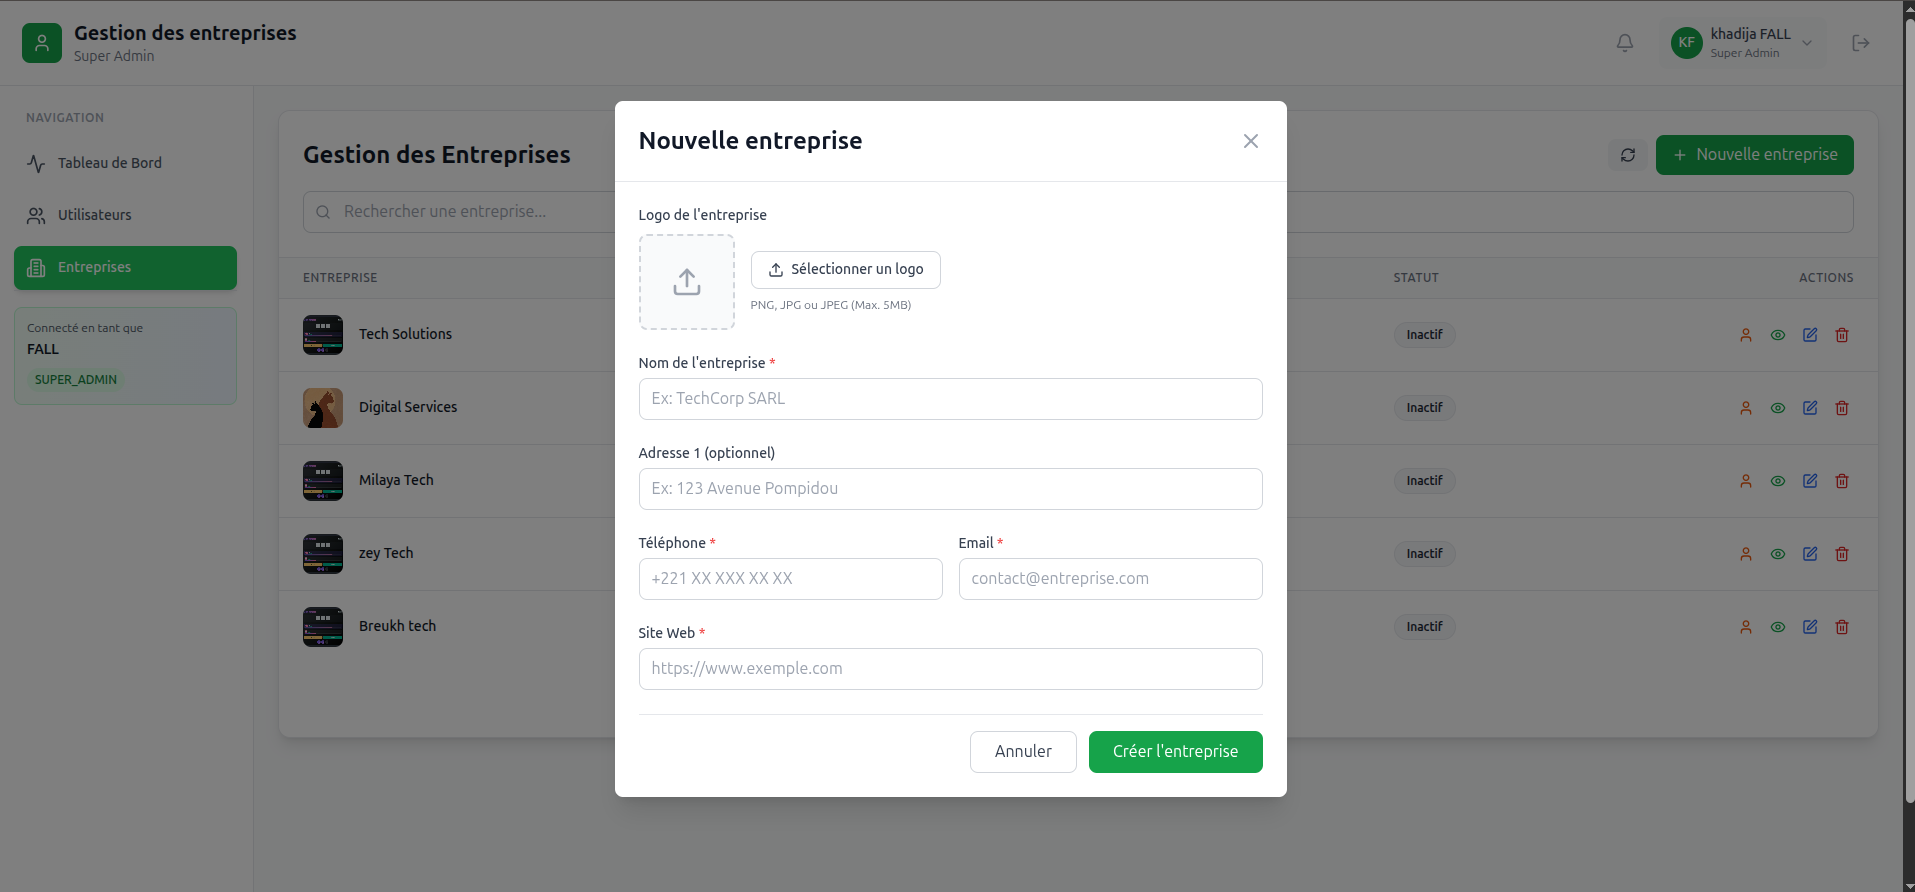 Gestion des entreprises
Super Admin
KF
khadija FALL
Super Admin
NAVIGATION
Tableau de Bord
Utilisateurs
Entreprises
Connecté en tant que
FALL
SUPER_ADMIN
Gestion des Entreprises
+ Nouvelle entreprise
Rechercher une entreprise...
ENTREPRISE
STATUT
ACTIONS
Tech Solutions
Inactif
Digital Services
Inactif
Milaya Tech
Inactif
zey Tech
Inactif
Breukh tech
Inactif
Nouvelle entreprise
Logo de l'entreprise
Sélectionner un logo
PNG, JPG ou JPEG (Max. 5MB)
Nom de l'entreprise *
Ex: TechCorp SARL
Adresse 1 (optionnel)
Ex: 123 Avenue Pompidou
Téléphone *
+221 XX XXX XX XX
Email *
contact@entreprise.com
Site Web *
https://www.exemple.com
Annuler
Créer l'entreprise